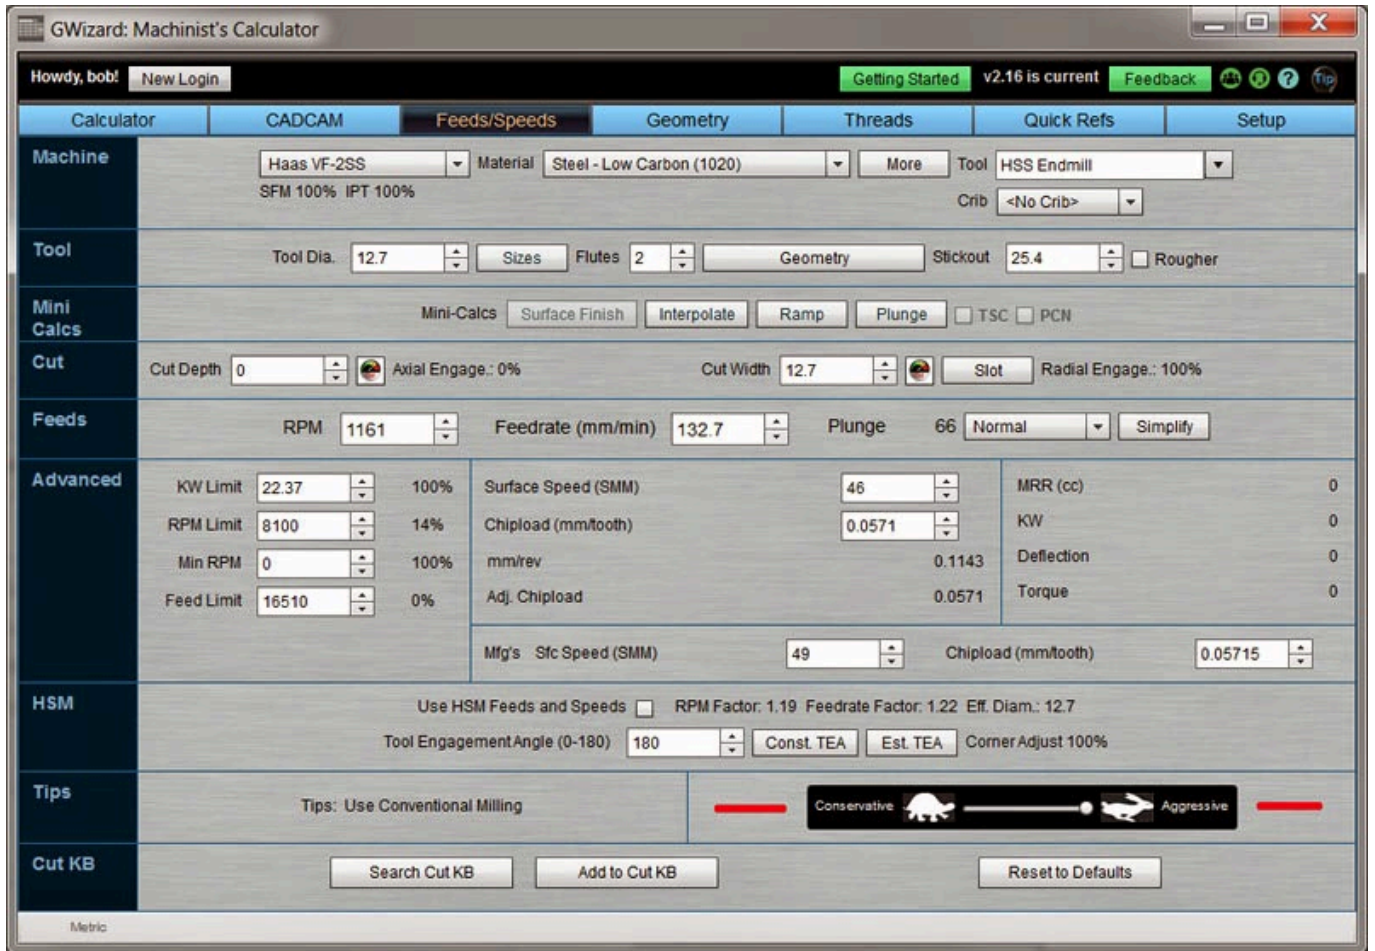 GWizard: Machinist's Calculator
Howdy, bob! New Login Getting Started v2.16 is current Feedback ? Tip
Calculator CADCAM Feeds/Speeds Geometry Threads Quick Refs Setup
Machine Haas VF-2SS Material Steel - Low Carbon (1020) More Tool HSS Endmill
SFM 100% IPT 100%
Crib <No Crib>
Tool Tool Dia. 12.7 Sizes Flutes 2 Geometry Stickout 25.4 Rougher
Mini
Calcs
Mini-Calcs Surface Finish Interpolate Ramp Plunge TSC PCN
Cut Cut Depth 0 Axial Engage.: 0% Cut Width 12.7 Slot Radial Engage.: 100%
Feeds RPM 1161 Feedrate (mm/min) 132.7 Plunge 66 Normal Simplify
Advanced KW Limit 22.37 100% Surface Speed (SMM) 46 MRR (cc) 0
RPM Limit 8100 14% Chipload (mm/tooth) 0.0571 KW 0
Min RPM 0 100% mm/rev 0.1143 Deflection 0
Feed Limit 16510 0% Adj. Chipload 0.0571 Torque 0
Mfg's Sfc Speed (SMM) 49 Chipload (mm/tooth) 0.05715
HSM Use HSM Feeds and Speeds RPM Factor: 1.19 Feedrate Factor: 1.22 Eff. Diam.: 12.7
Tool Engagement Angle (0-180) 180 Const. TEA Est. TEA Corner Adjust 100%
Tips Tips: Use Conventional Milling Conservative Aggressive
Cut KB Search Cut KB Add to Cut KB Reset to Defaults
Metric